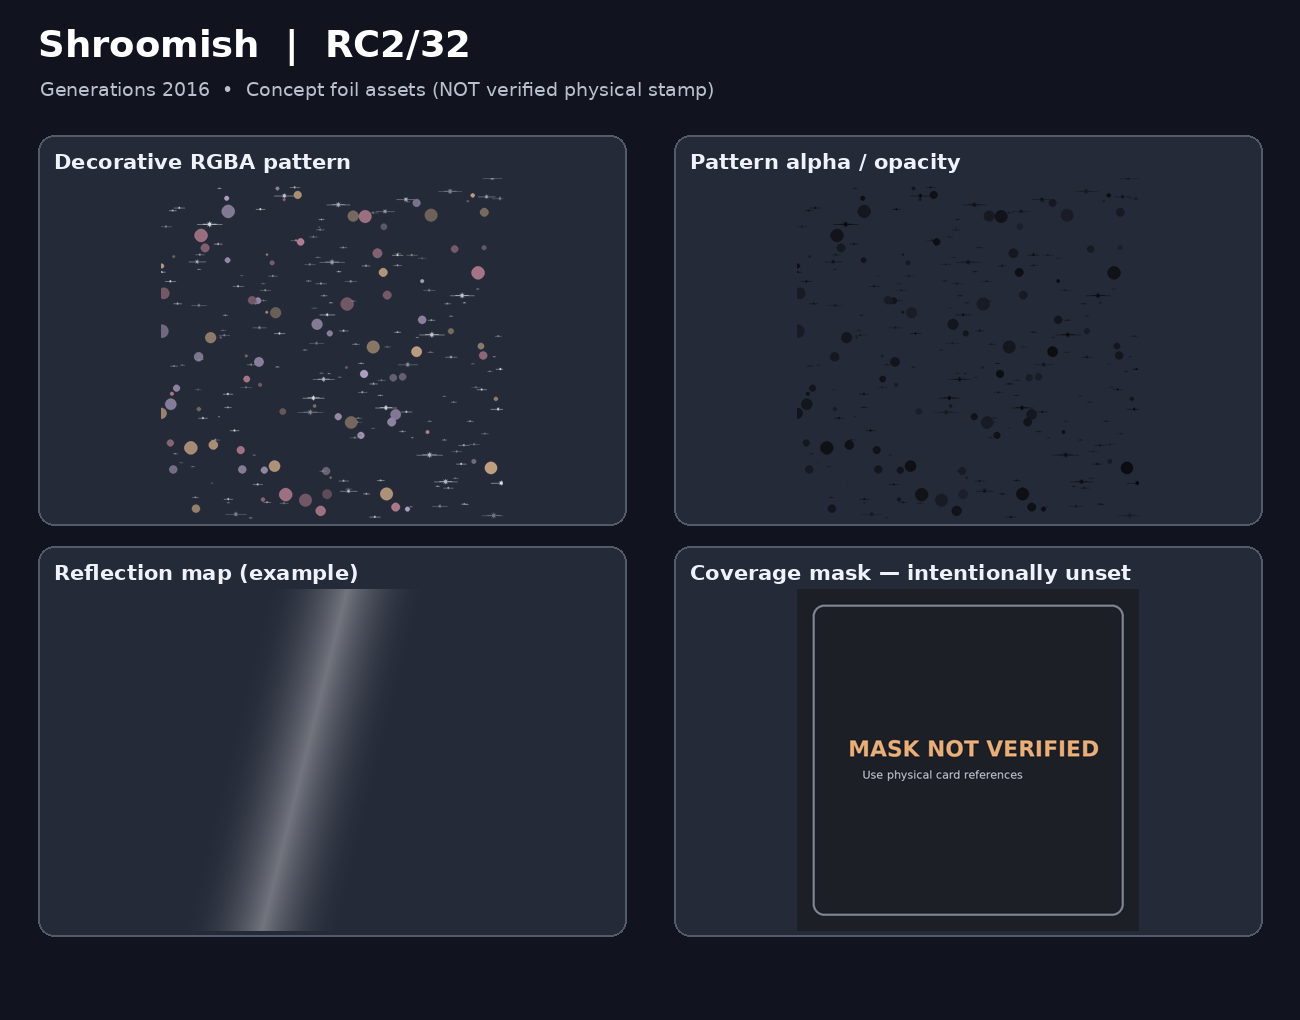 Shroomish | RC2/32
Generations 2016 • Concept foil assets (NOT verified physical stamp)
Decorative RGBA pattern
Pattern alpha / opacity
Reflection map (example)
Coverage mask — intentionally unset
MASK NOT VERIFIED
Use physical card references